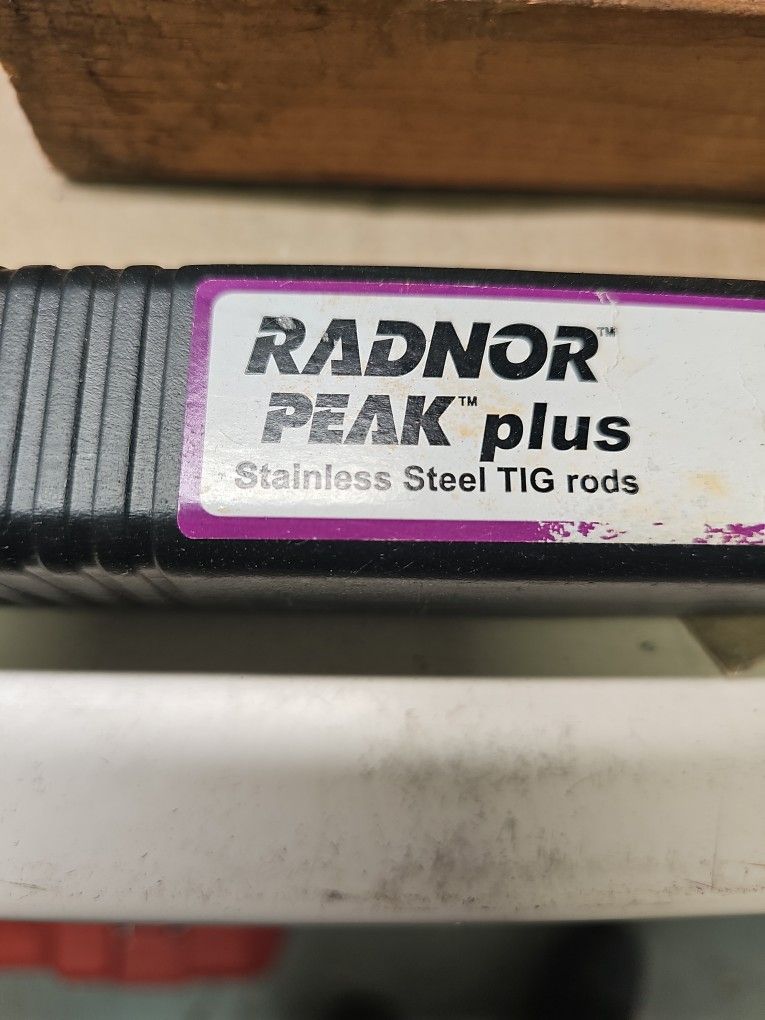 RADNOR™
PEAK™ plus
Stainless Steel TIG rods